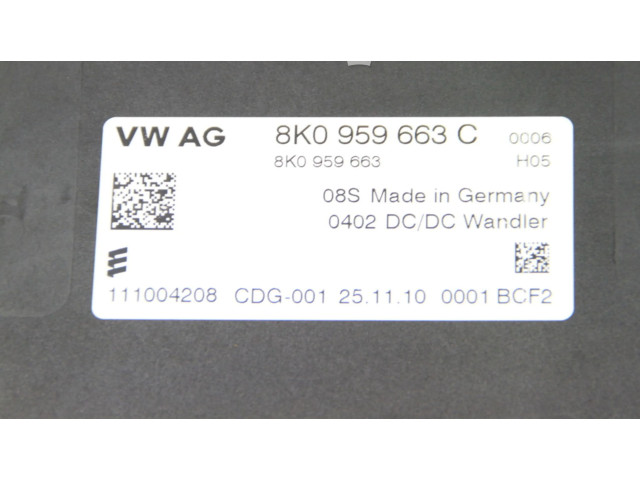 VW AG 8K0 959 663 C 0006
8K0 959 663 H05
08S Made in Germany
0402 DC/DC Wandler
111004208 CDG-001 25.11.10 0001 BCF2